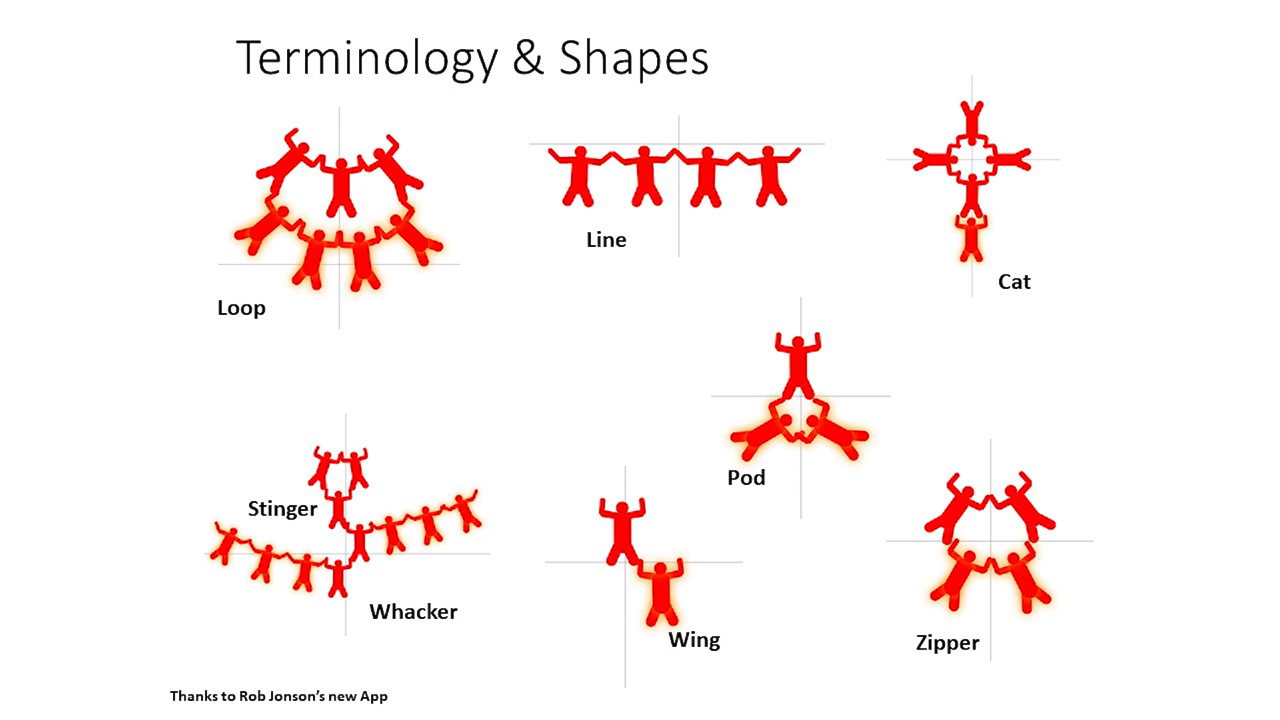 Terminology & Shapes
Loop
Line
Cat
Pod
Stinger
Whacker
Wing
Zipper
Thanks to Rob Jonson's new App